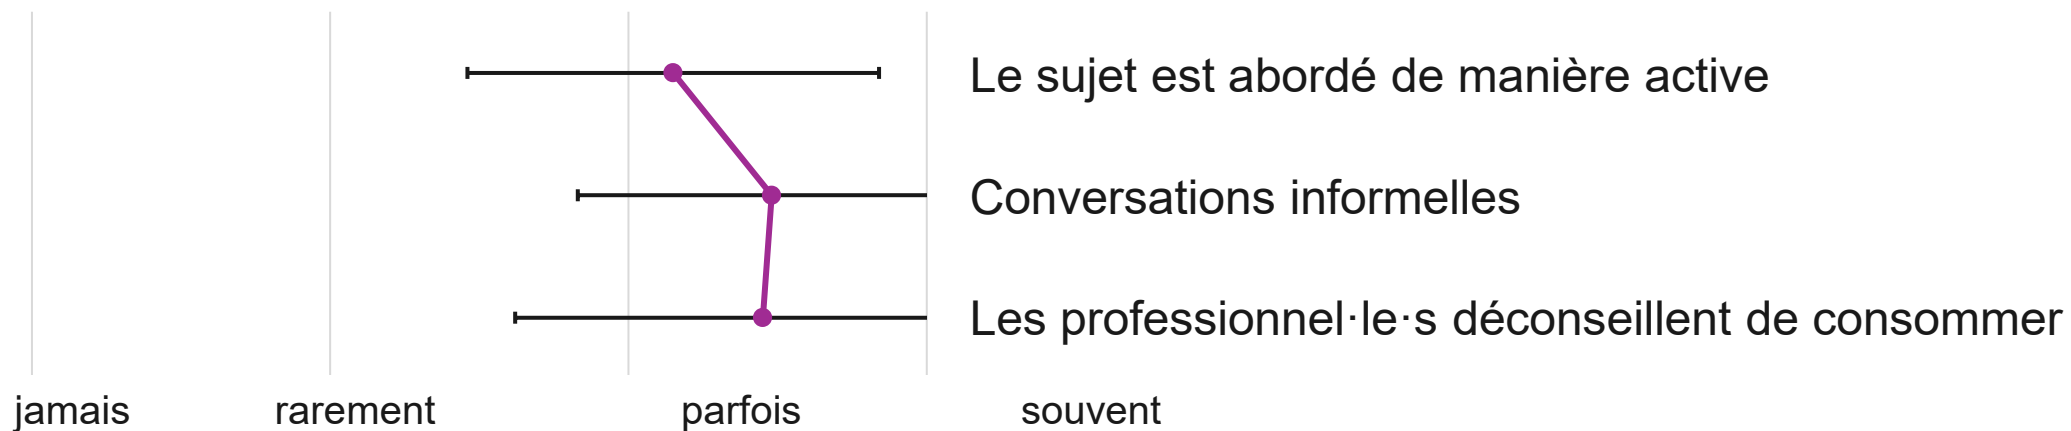 Le sujet est abordé de manière active
Conversations informelles
Les professionnel·le·s déconseillent de consommer
jamais rarement parfois souvent